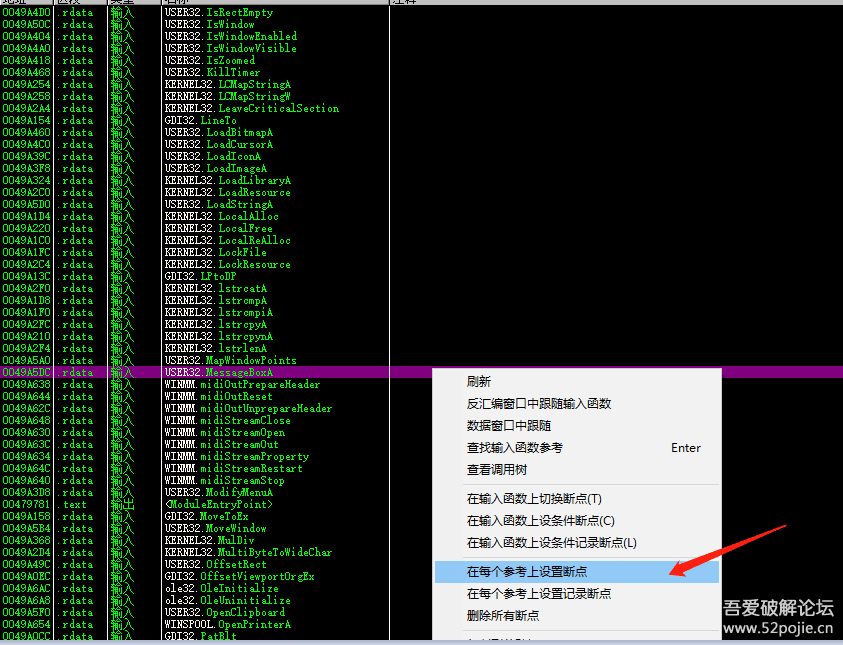 0049A4D0 .rdata 输入 USER32.IsRectEmpty
0049A50C .rdata 输入 USER32.IsWindow
0049A404 .rdata 输入 USER32.IsWindowEnabled
0049A4A0 .rdata 输入 USER32.IsWindowVisible
0049A418 .rdata 输入 USER32.IsZoomed
0049A468 .rdata 输入 USER32.KillTimer
0049A254 .rdata 输入 KERNEL32.LCMapStringA
0049A258 .rdata 输入 KERNEL32.LCMapStringW
0049A2A4 .rdata 输入 KERNEL32.LeaveCriticalSection
0049A154 .rdata 输入 GDI32.LineTo
0049A460 .rdata 输入 USER32.LoadBitmapA
0049A4C0 .rdata 输入 USER32.LoadCursorA
0049A39C .rdata 输入 USER32.LoadIconA
0049A3F8 .rdata 输入 USER32.LoadImageA
0049A324 .rdata 输入 KERNEL32.LoadLibraryA
0049A2C0 .rdata 输入 KERNEL32.LoadResource
0049A5D0 .rdata 输入 USER32.LoadStringA
0049A1D4 .rdata 输入 KERNEL32.LocalAlloc
0049A220 .rdata 输入 KERNEL32.LocalFree
0049A1C0 .rdata 输入 KERNEL32.LocalReAlloc
0049A1FC .rdata 输入 KERNEL32.LockFile
0049A2C4 .rdata 输入 KERNEL32.LockResource
0049A13C .rdata 输入 GDI32.LPtoDP
0049A2F0 .rdata 输入 KERNEL32.lstrcatA
0049A1D8 .rdata 输入 KERNEL32.lstrcmpA
0049A1F0 .rdata 输入 KERNEL32.lstrcmpiA
0049A2FC .rdata 输入 KERNEL32.lstrcpyA
0049A210 .rdata 输入 KERNEL32.lstrcpynA
0049A2F4 .rdata 输入 KERNEL32.lstrlenA
0049A5A0 .rdata 输入 USER32.MapWindowPoints
0049A5DC .rdata 输入 USER32.MessageBoxA
0049A638 .rdata 输入 WINMM.midiOutPrepareHeader
0049A644 .rdata 输入 WINMM.midiOutReset
0049A62C .rdata 输入 WINMM.midiOutUnprepareHeader
0049A648 .rdata 输入 WINMM.midiStreamClose
0049A630 .rdata 输入 WINMM.midiStreamOpen
0049A63C .rdata 输入 WINMM.midiStreamOut
0049A634 .rdata 输入 WINMM.midiStreamProperty
0049A64C .rdata 输入 WINMM.midiStreamRestart
0049A640 .rdata 输入 WINMM.midiStreamStop
0049A3D8 .rdata 输入 USER32.ModifyMenuA
00479781 .text 输出 <ModuleEntryPoint>
0049A158 .rdata 输入 GDI32.MoveToEx
0049A5B4 .rdata 输入 USER32.MoveWindow
0049A368 .rdata 输入 KERNEL32.MulDiv
0049A2D4 .rdata 输入 KERNEL32.MultiByteToWideChar
0049A49C .rdata 输入 USER32.OffsetRect
0049A0EC .rdata 输入 GDI32.OffsetViewportOrgEx
0049A6AC .rdata 输入 ole32.OleInitialize
0049A6A8 .rdata 输入 ole32.OleUninitialize
0049A5F0 .rdata 输入 USER32.OpenClipboard
0049A654 .rdata 输入 WINSPOOL.OpenPrinterA
0049A0CC .rdata 输入 GDI32.PatBlt
刷新
反汇编窗口中跟随输入函数
数据窗口中跟随
查找输入函数参考 Enter
查看调用树
在输入函数上切换断点(T)
在输入函数上设条件断点(C)
在输入函数上设条件记录断点(L)
在每个参考上设置断点
在每个参考上设置记录断点
删除所有断点
吾爱破解论坛
www.52pojie.cn